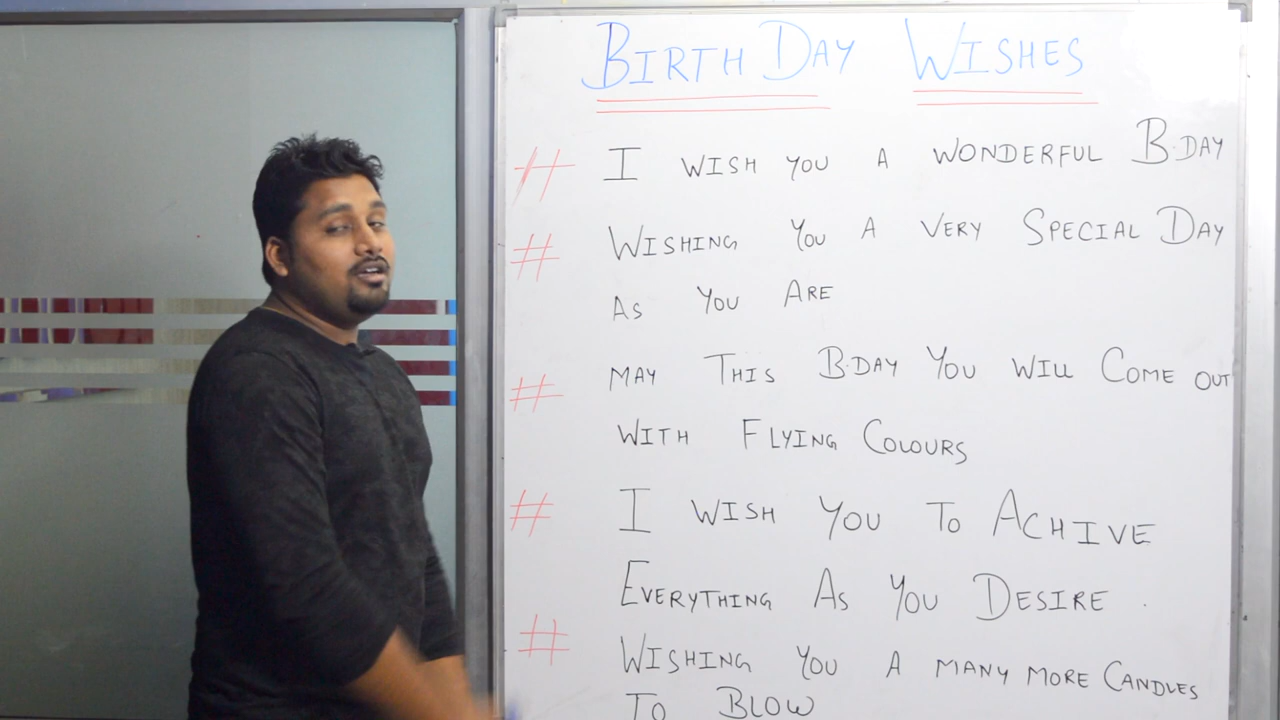 BIRTH DAY WISHES
# I WISH YOU A WONDERFUL B.DAY
# WISHING YOU A VERY SPECIAL DAY
AS YOU ARE
# MAY THIS B.DAY YOU WILL COME OUT
WITH FLYING COLOURS
# I WISH YOU TO ACHIVE
EVERYTHING AS YOU DESIRE.
# WISHING YOU A MANY MORE CANDLES
TO BLOW